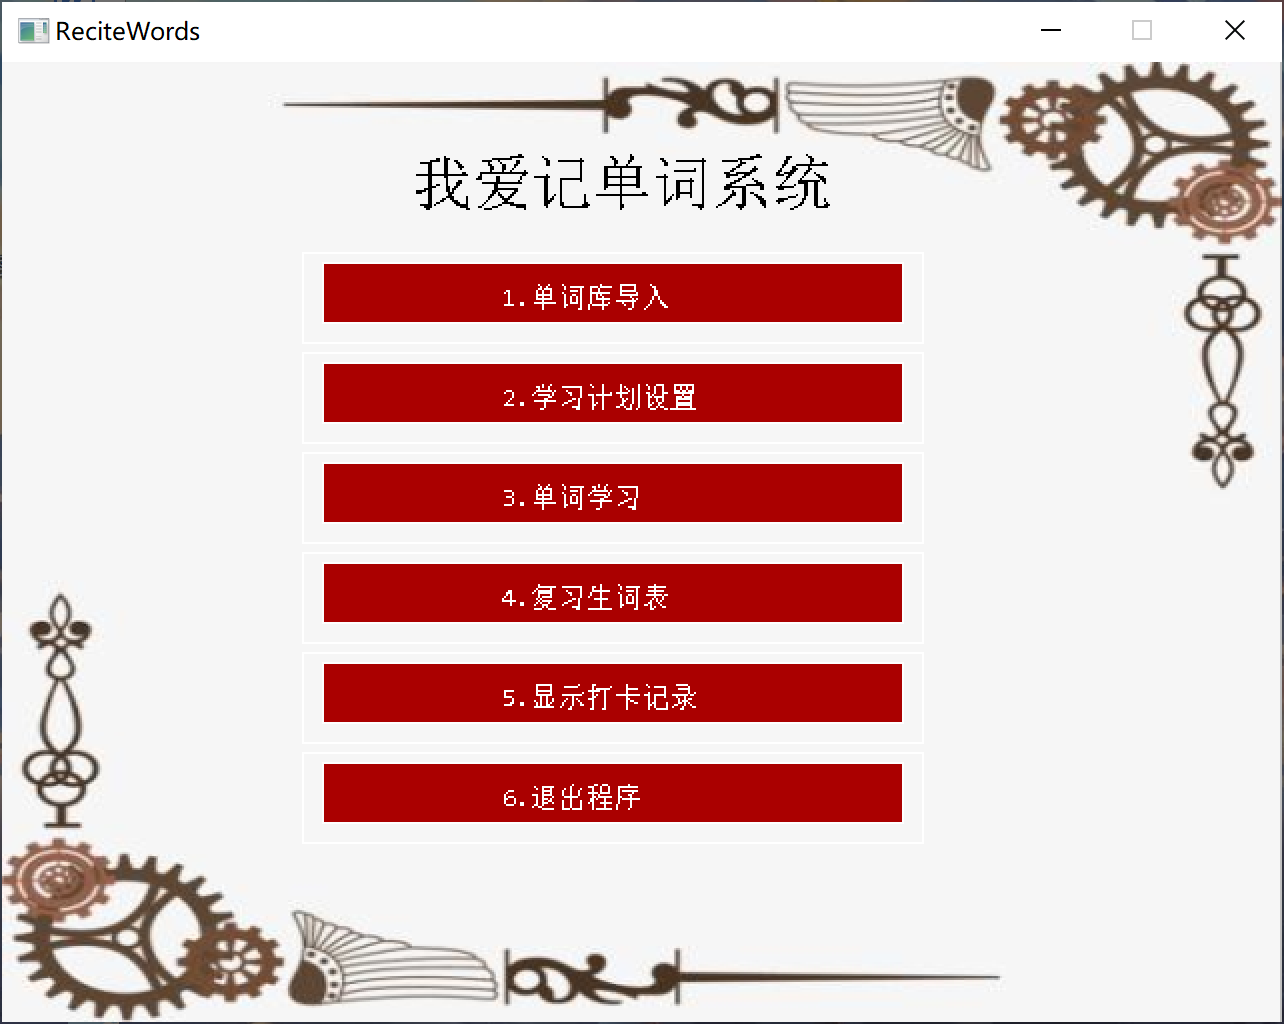 ReciteWords
我爱记单词系统
1.单词库导入
2.学习计划设置
3.单词学习
4.复习生词表
5.显示打卡记录
6.退出程序